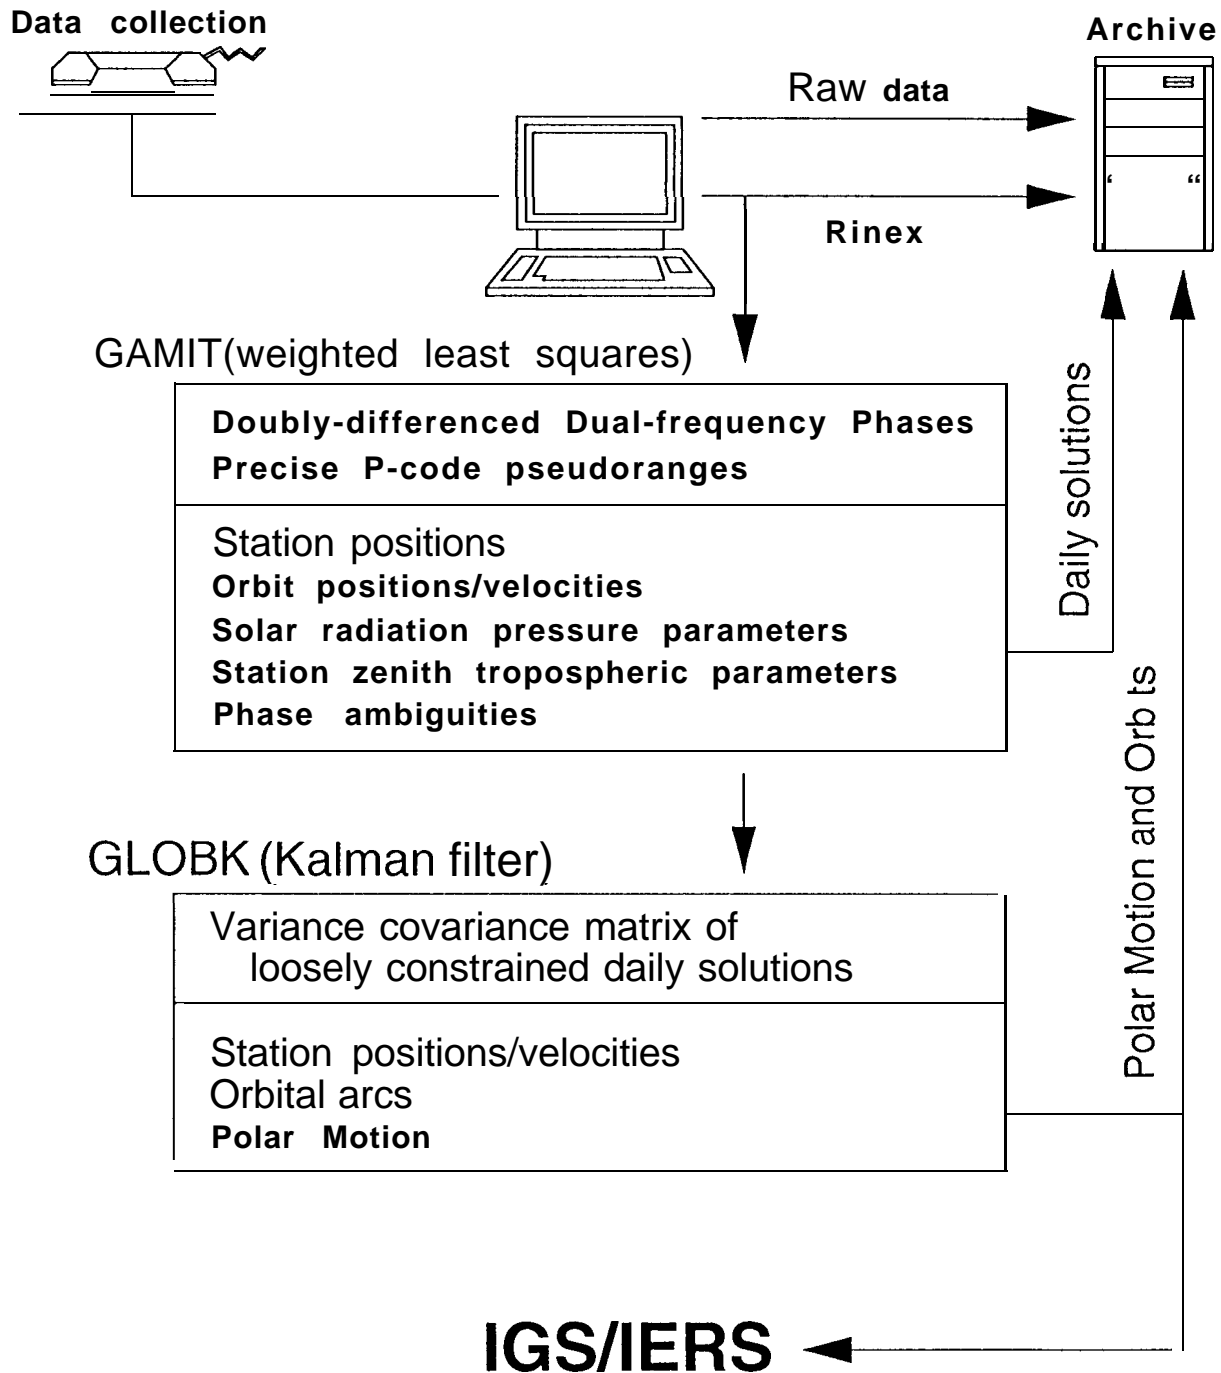 Data collection
Archive
Raw data
Rinex
GAMIT(weighted least squares)
Doubly-differenced Dual-frequency Phases
Precise P-code pseudoranges
Station positions
Orbit positions/velocities
Solar radiation pressure parameters
Station zenith tropospheric parameters
Phase ambiguities
Daily solutions
Polar Motion and Orb ts
GLOBK (Kalman filter)
Variance covariance matrix of
loosely constrained daily solutions
Station positions/velocities
Orbital arcs
Polar Motion
IGS/IERS